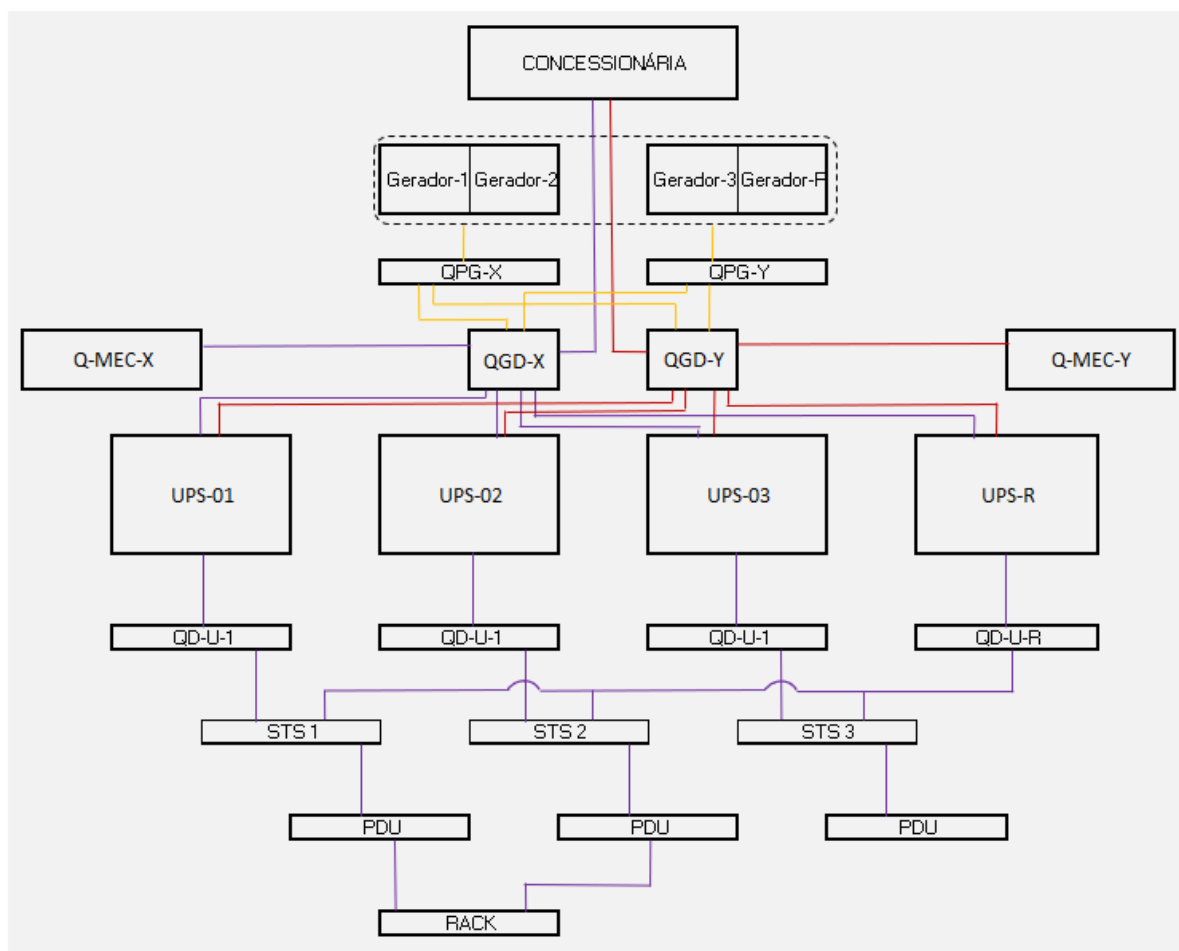 CONCESSIONÁRIA
Gerador-1 Gerador-2 Gerador-3 Gerador-R
QPG-X QPG-Y
Q-MEC-X QGD-X QGD-Y Q-MEC-Y
UPS-01 UPS-02 UPS-03 UPS-R
QD-U-1 QD-U-1 QD-U-1 QD-U-R
STS 1 STS 2 STS 3
PDU PDU PDU
RACK